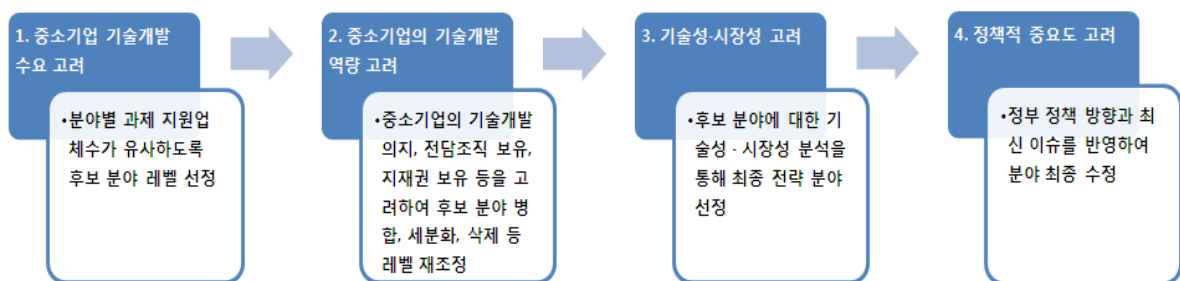 1. 중소기업 기술개발
수요 고려
•분야별 과제 지원업
체수가 유사하도록
후보 분야 레벨 선정
2. 중소기업의 기술개발
역량 고려
•중소기업의 기술개발
의지, 전담조직 보유,
지재권 보유 등을 고
려하여 후보 분야 병
합, 세분화, 삭제 등
레벨 재조정
3. 기술성·시장성 고려
•후보 분야에 대한 기
술성·시장성 분석을
통해 최종 전략 분야
선정
4. 정책적 중요도 고려
•정부 정책 방향과 최
신 이슈를 반영하여
분야 최종 수정